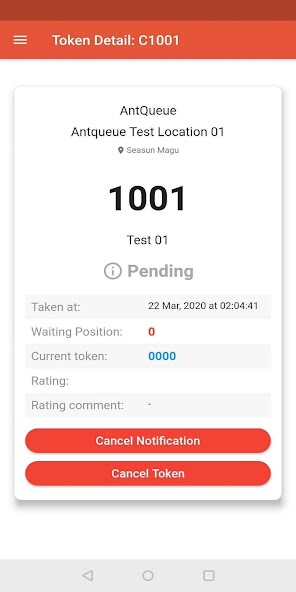 Token Detail: C1001
AntQueue
Antqueue Test Location 01
Seasun Magu
1001
Test 01
Pending
Taken at: 22 Mar, 2020 at 02:04:41
Waiting Position: 0
Current token: 0000
Rating:
Rating comment: -
Cancel Notification
Cancel Token